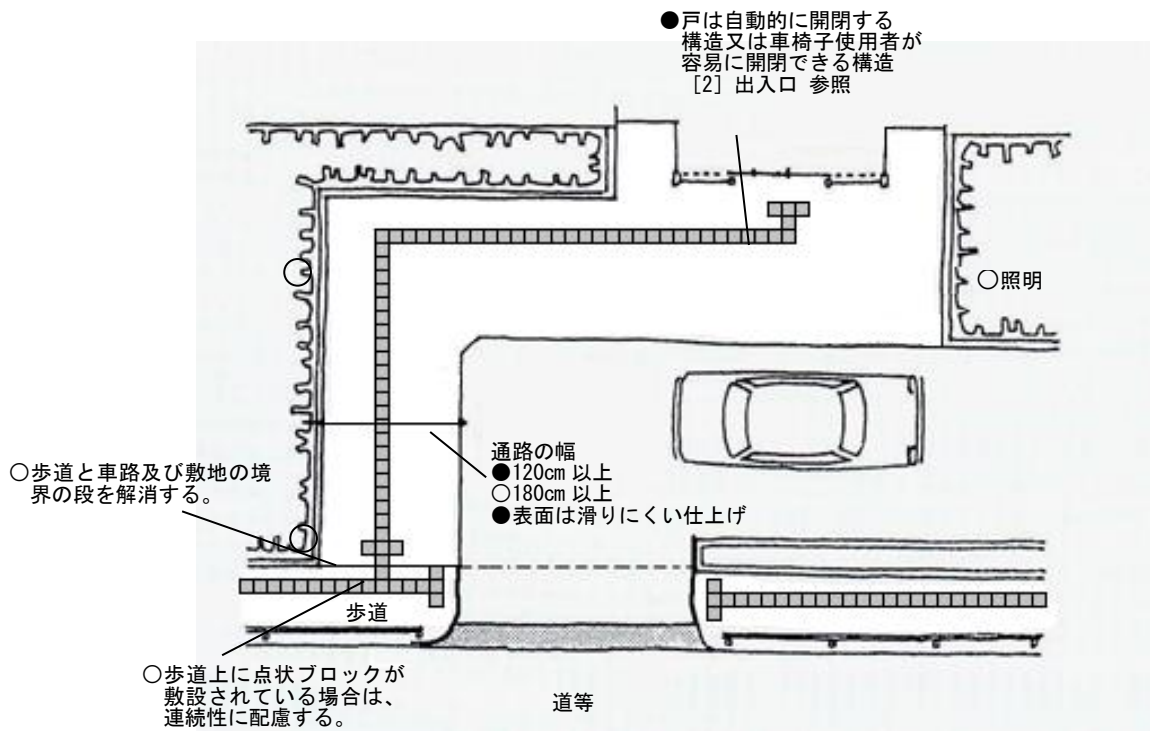 ●戸は自動的に開閉する
構造又は車椅子使用者が
容易に開閉できる構造
[2] 出入口 参照
○照明
通路の幅
●120cm 以上
○180cm 以上
●表面は滑りにくい仕上げ
○歩道と車路及び敷地の境
界の段を解消する。
歩道
○歩道上に点状ブロックが
敷設されている場合は、
連続性に配慮する。
道等